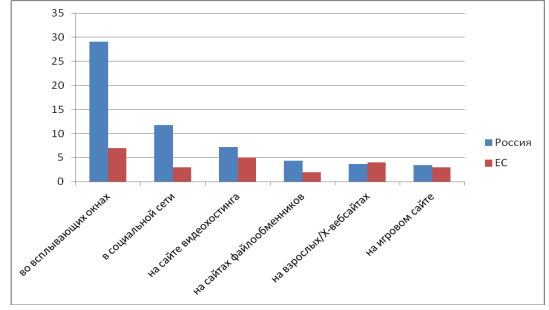 35
30
25
20
15
10
5
0
во всплывающих окнах
в социальной сети
на сайте видеохостинга
на сайтах файлообменников
на взрослых/X-вебсайтах
на игровом сайте
Россия
ЕС